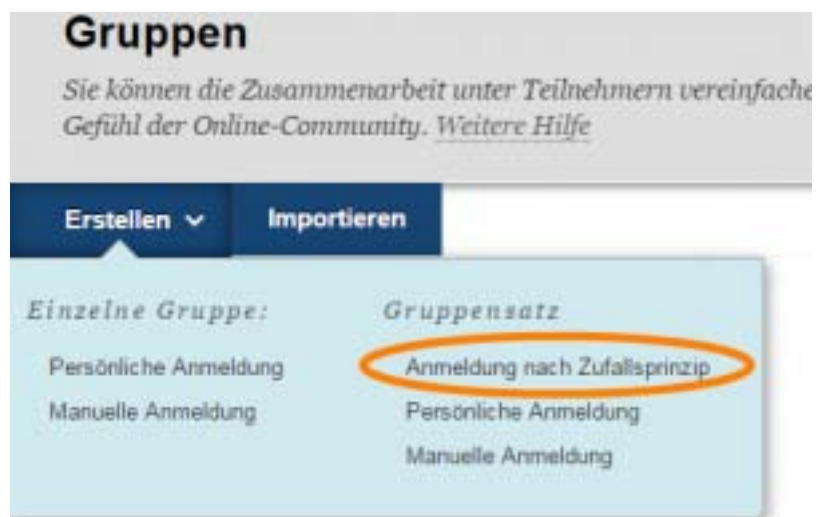 Gruppen
Sie können die Zusammenarbeit unter Teilnehmern vereinfache
Gefühl der Online-Community. Weitere Hilfe
Erstellen Importieren
Einzelne Gruppe: Gruppensatz
Persönliche Anmeldung Anmeldung nach Zufallsprinzip
Manuelle Anmeldung Persönliche Anmeldung
Manuelle Anmeldung